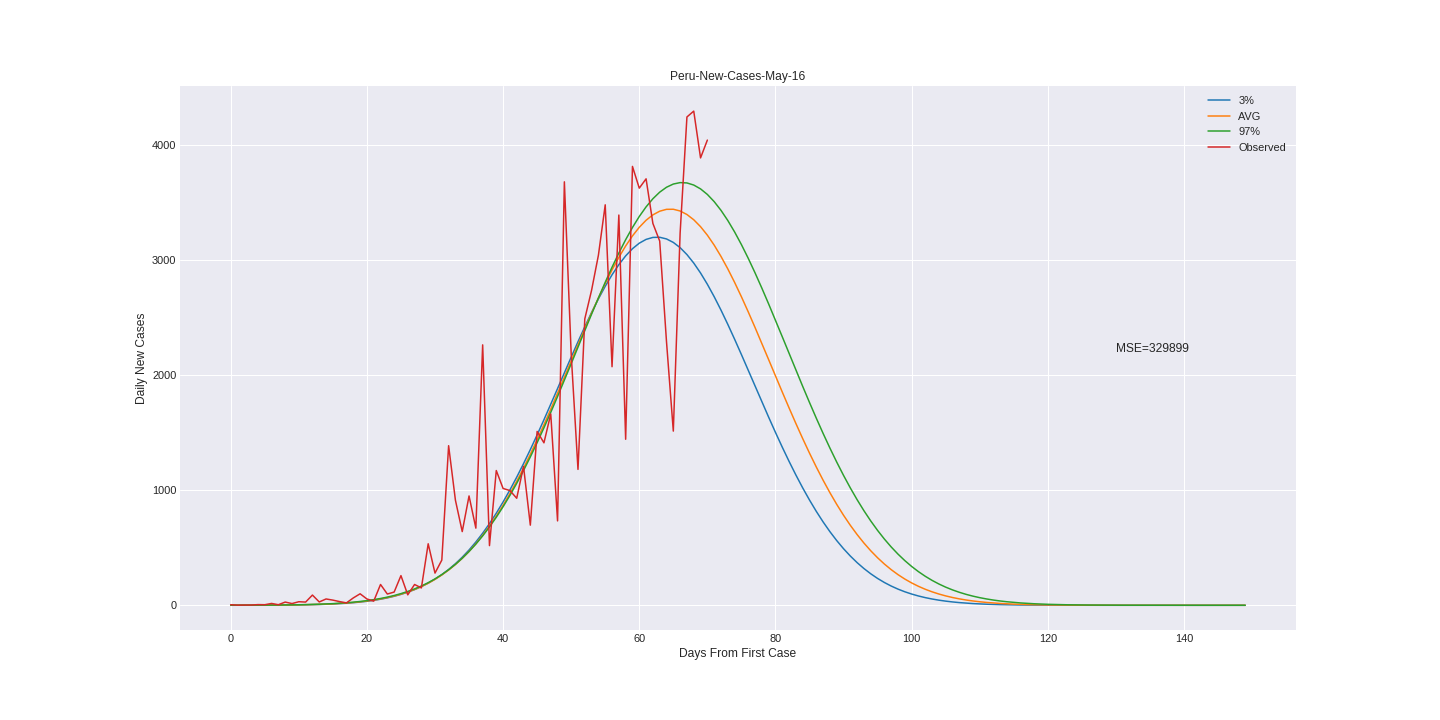 Peru-New-Cases-May-16
3%
AVG
97%
Observed
4000
3000
2000
1000
0
Daily New Cases
MSE=329899
0 20 40 60 80 100 120 140
Days From First Case